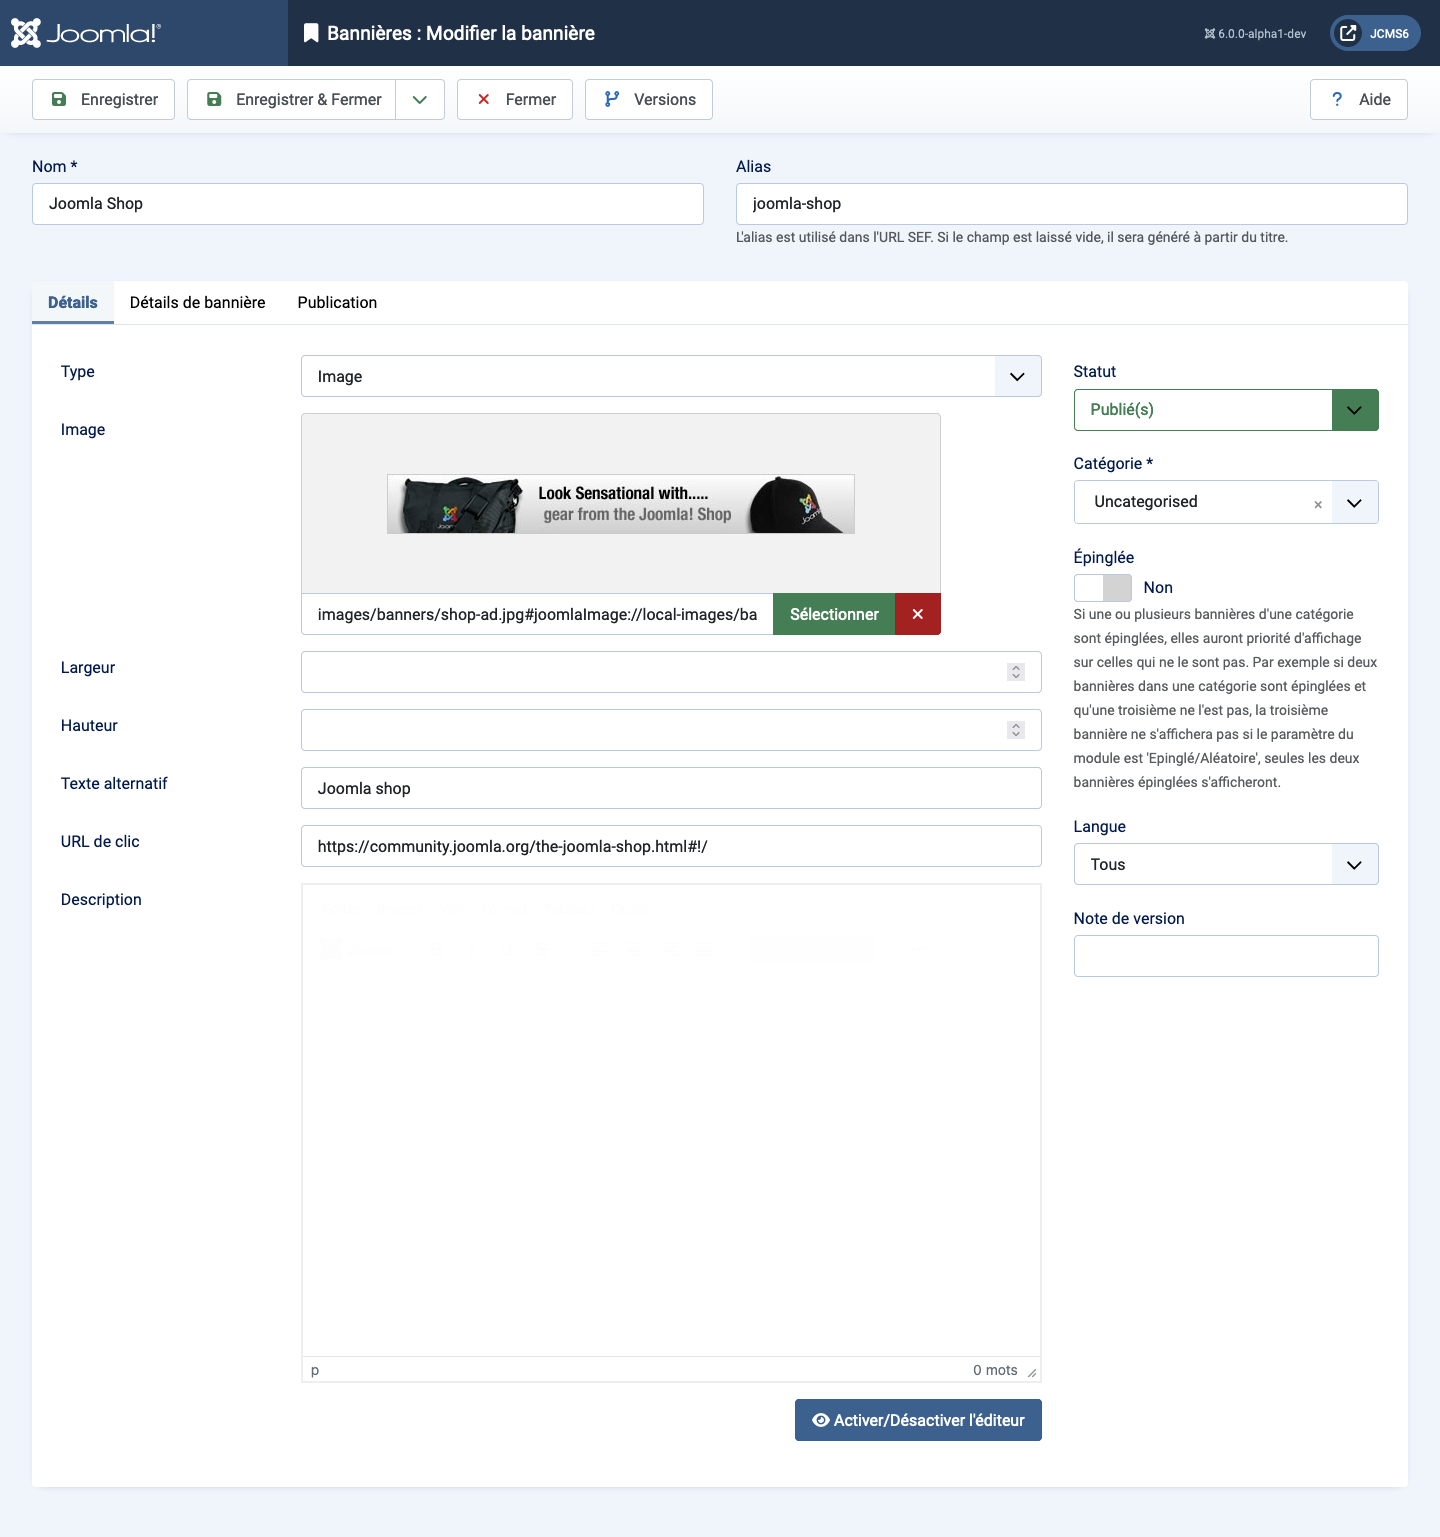 Joomla!
Bannières : Modifier la bannière
6.0.0-alpha1-dev
JCMS6
Enregistrer
Enregistrer & Fermer
Fermer
Versions
? Aide
Nom *
Joomla Shop
Alias
joomla-shop
L'alias est utilisé dans l'URL SEF. Si le champ est laissé vide, il sera généré à partir du titre.
Détails
Détails de bannière
Publication
Type
Image
Image
Look Sensational with.....
gear from the Joomla! Shop
images/banners/shop-ad.jpg#joomlaImage://local-images/ba
Sélectionner
Largeur
Hauteur
Texte alternatif
Joomla shop
URL de clic
https://community.joomla.org/the-joomla-shop.html#!/
Description
p
0 mots
Activer/Désactiver l'éditeur
Statut
Publié(s)
Catégorie *
Uncategorised ×
Épinglée
Non
Si une ou plusieurs bannières d'une catégorie
sont épinglées, elles auront priorité d'affichage
sur celles qui ne le sont pas. Par exemple si deux
bannières dans une catégorie sont épinglées et
qu'une troisième ne l'est pas, la troisième
bannière ne s'affichera pas si le paramètre du
module est 'Epinglé/Aléatoire', seules les deux
bannières épinglées s'afficheront.
Langue
Tous
Note de version